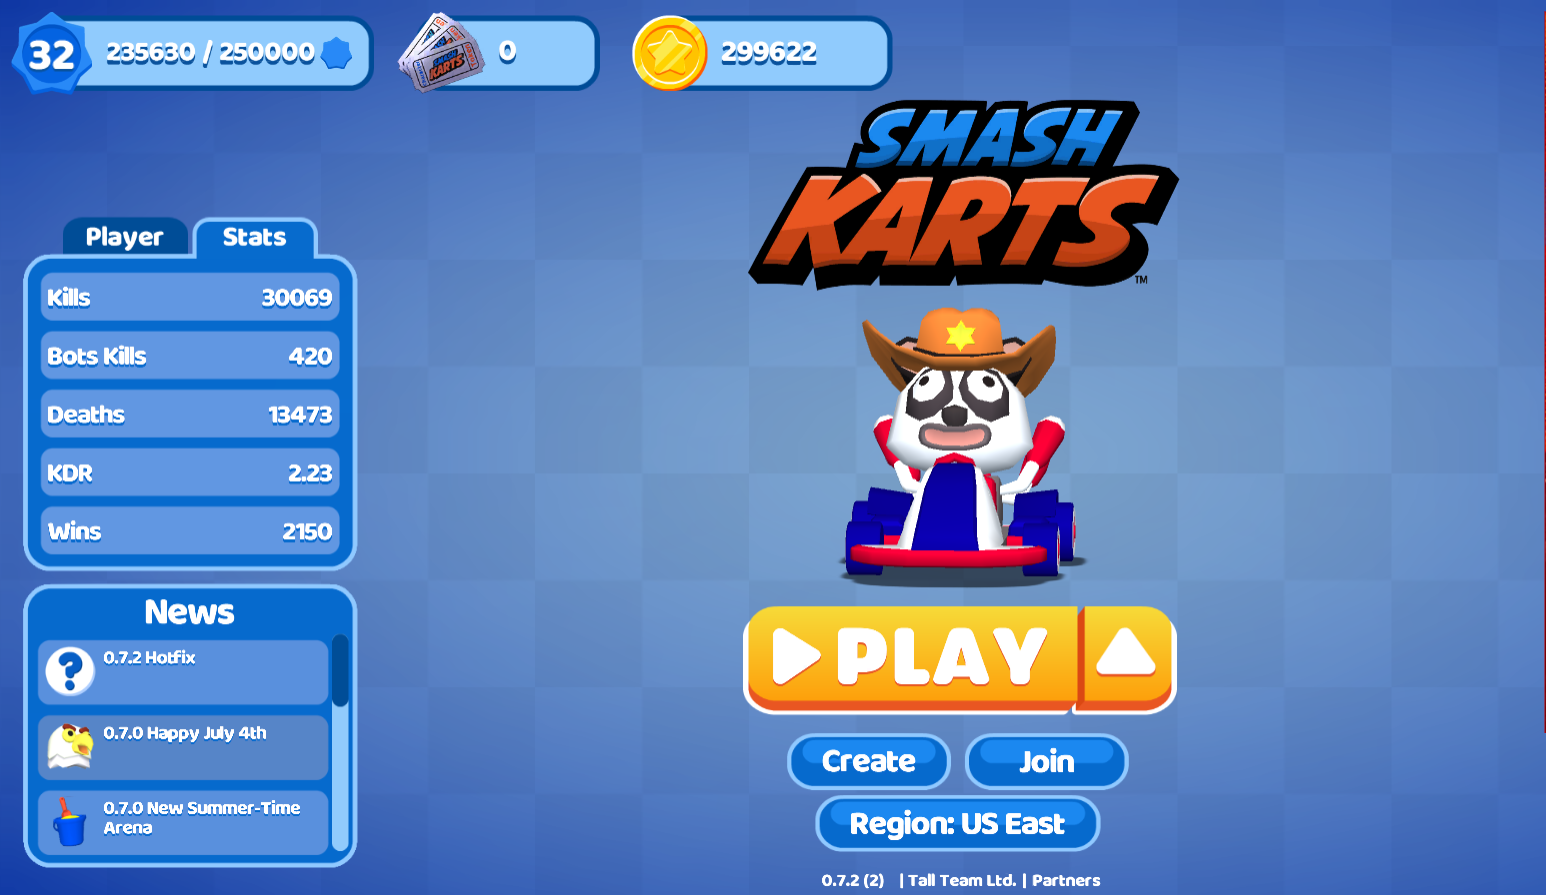 32
235630 / 250000
0
299622
SMASH
KARTS
TM
Player
Stats
Kills 30069
Bots Kills 420
Deaths 13473
KDR 2.23
Wins 2150
News
0.7.2 Hotfix
0.7.0 Happy July 4th
0.7.0 New Summer-Time
Arena
PLAY
Create
Join
Region: US East
0.7.2 (2) | Tall Team Ltd. | Partners